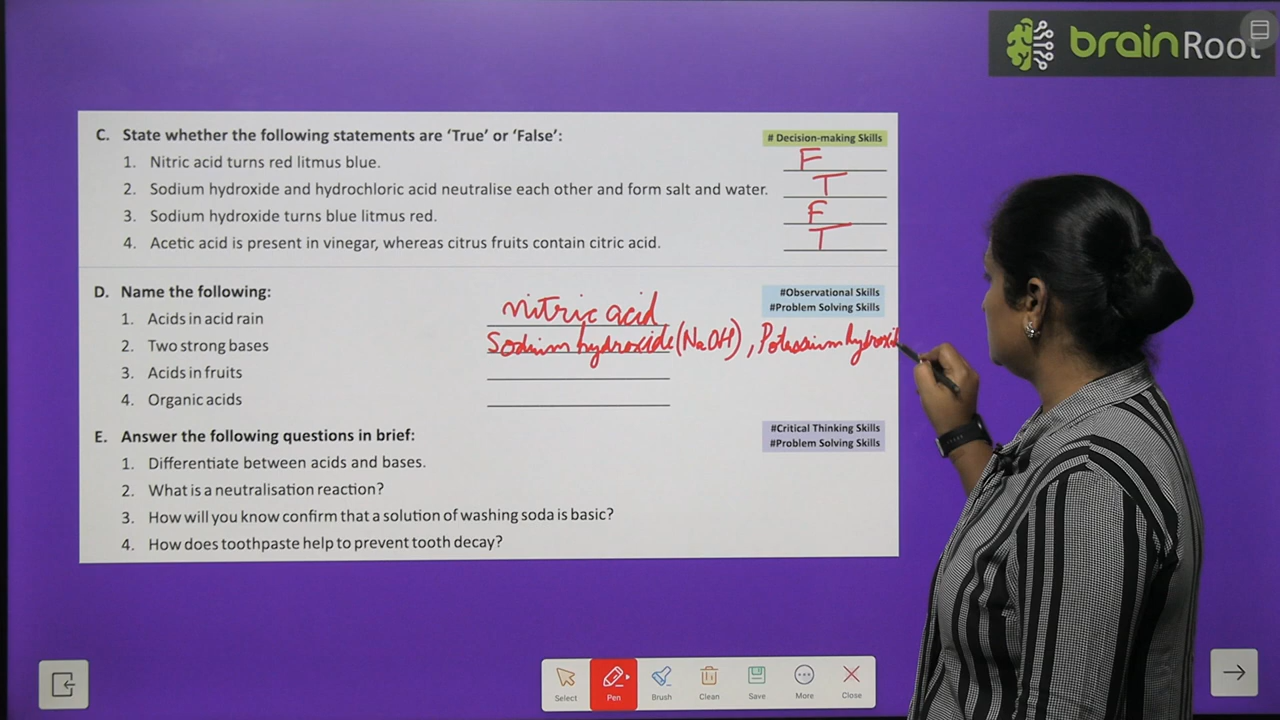 brainRoot
C. State whether the following statements are ‘True’ or ‘False’: # Decision-making Skills
1. Nitric acid turns red litmus blue. F
2. Sodium hydroxide and hydrochloric acid neutralise each other and form salt and water. T
3. Sodium hydroxide turns blue litmus red. F
4. Acetic acid is present in vinegar, whereas citrus fruits contain citric acid. T
D. Name the following: #Observational Skills
#Problem Solving Skills
1. Acids in acid rain nitric acid
2. Two strong bases Sodium hydroxide (NaOH), Potassium hydroxi
3. Acids in fruits
4. Organic acids
E. Answer the following questions in brief: #Critical Thinking Skills
#Problem Solving Skills
1. Differentiate between acids and bases.
2. What is a neutralisation reaction?
3. How will you know confirm that a solution of washing soda is basic?
4. How does toothpaste help to prevent tooth decay?
Select Pen Brush Clean Save More Close